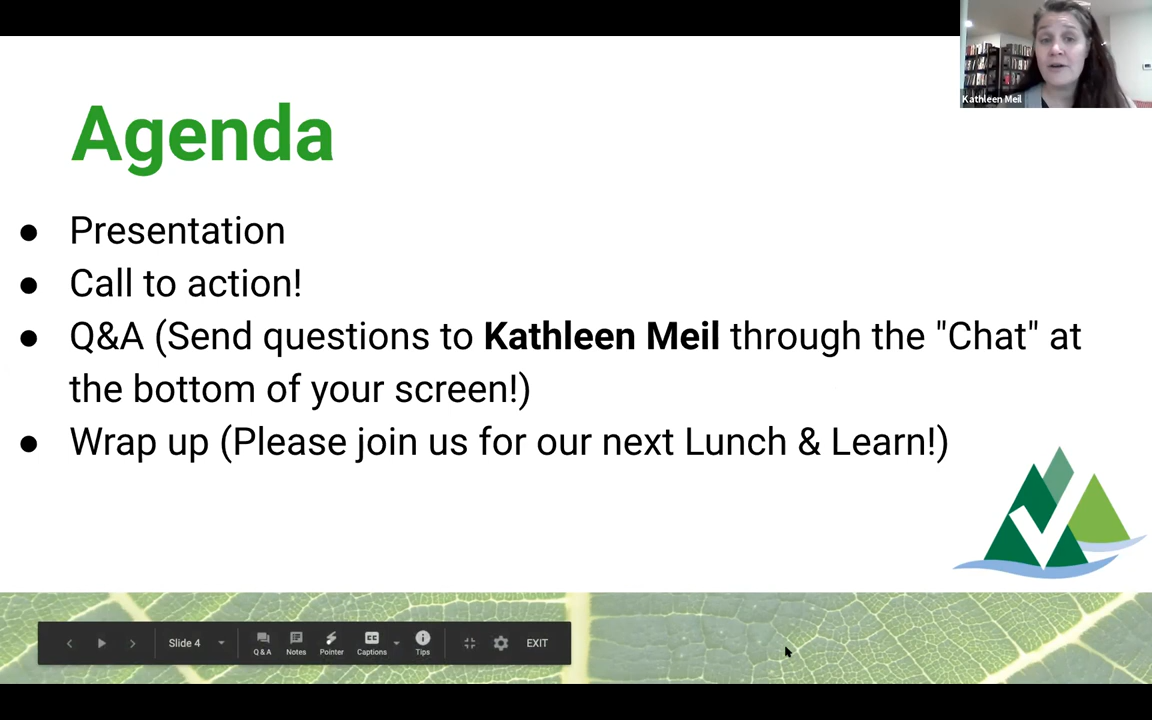 Kathleen Meil
Agenda
● Presentation
● Call to action!
● Q&A (Send questions to Kathleen Meil through the "Chat" at
the bottom of your screen!)
● Wrap up (Please join us for our next Lunch & Learn!)
Slide 4
Q & A
Notes
Pointer
CC
Captions
Tips
EXIT